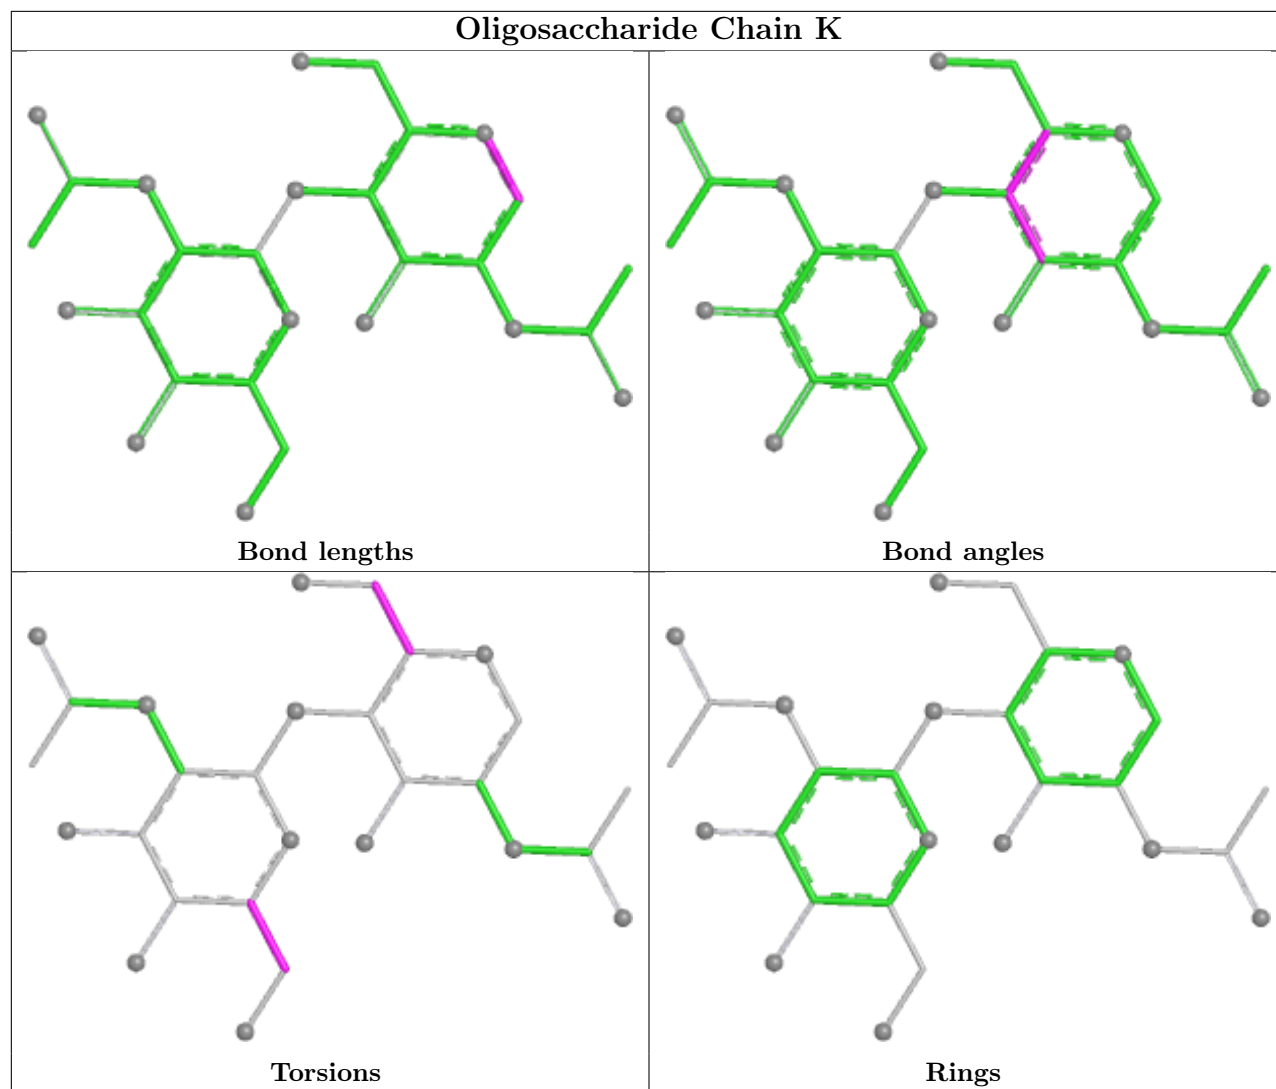 Oligosaccharide Chain K
Bond lengths
Bond angles
Torsions
Rings